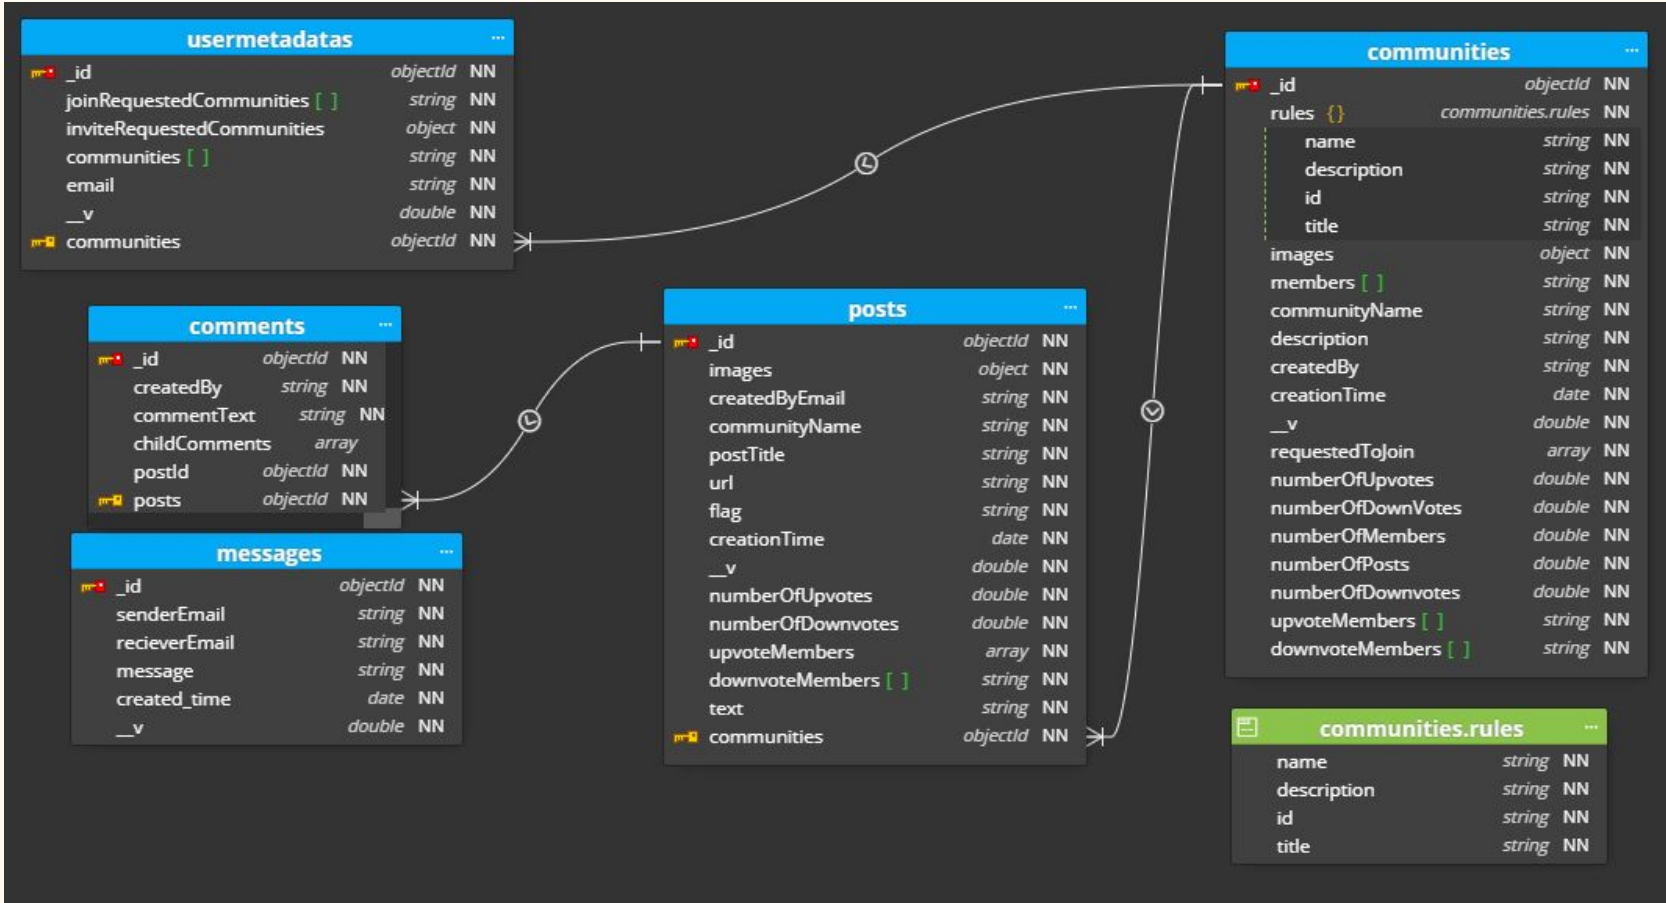 usermetadatas ...
_id objectId NN
joinRequestedCommunities [ ] string NN
inviteRequestedCommunities object NN
communities [ ] string NN
email string NN
__v double NN
communities objectId NN
comments ...
_id objectId NN
createdBy string NN
commentText string NN
childComments array
postId objectId NN
posts objectId NN
messages ...
_id objectId NN
senderEmail string NN
recieverEmail string NN
message string NN
created_time date NN
__v double NN
posts ...
_id objectId NN
images object NN
createdByEmail string NN
communityName string NN
postTitle string NN
url string NN
flag string NN
creationTime date NN
__v double NN
numberOfUpvotes double NN
numberOfDownvotes double NN
upvoteMembers array NN
downvoteMembers [ ] string NN
text string NN
communities objectId NN
communities ...
_id objectId NN
rules {} communities.rules NN
name string NN
description string NN
id string NN
title string NN
images object NN
members [ ] string NN
communityName string NN
description string NN
createdBy string NN
creationTime date NN
__v double NN
requestedToJoin array NN
numberOfUpvotes double NN
numberOfDownVotes double NN
numberOfMembers double NN
numberOfPosts double NN
numberOfDownvotes double NN
upvoteMembers [ ] string NN
downvoteMembers [ ] string NN
communities.rules ...
name string NN
description string NN
id string NN
title string NN